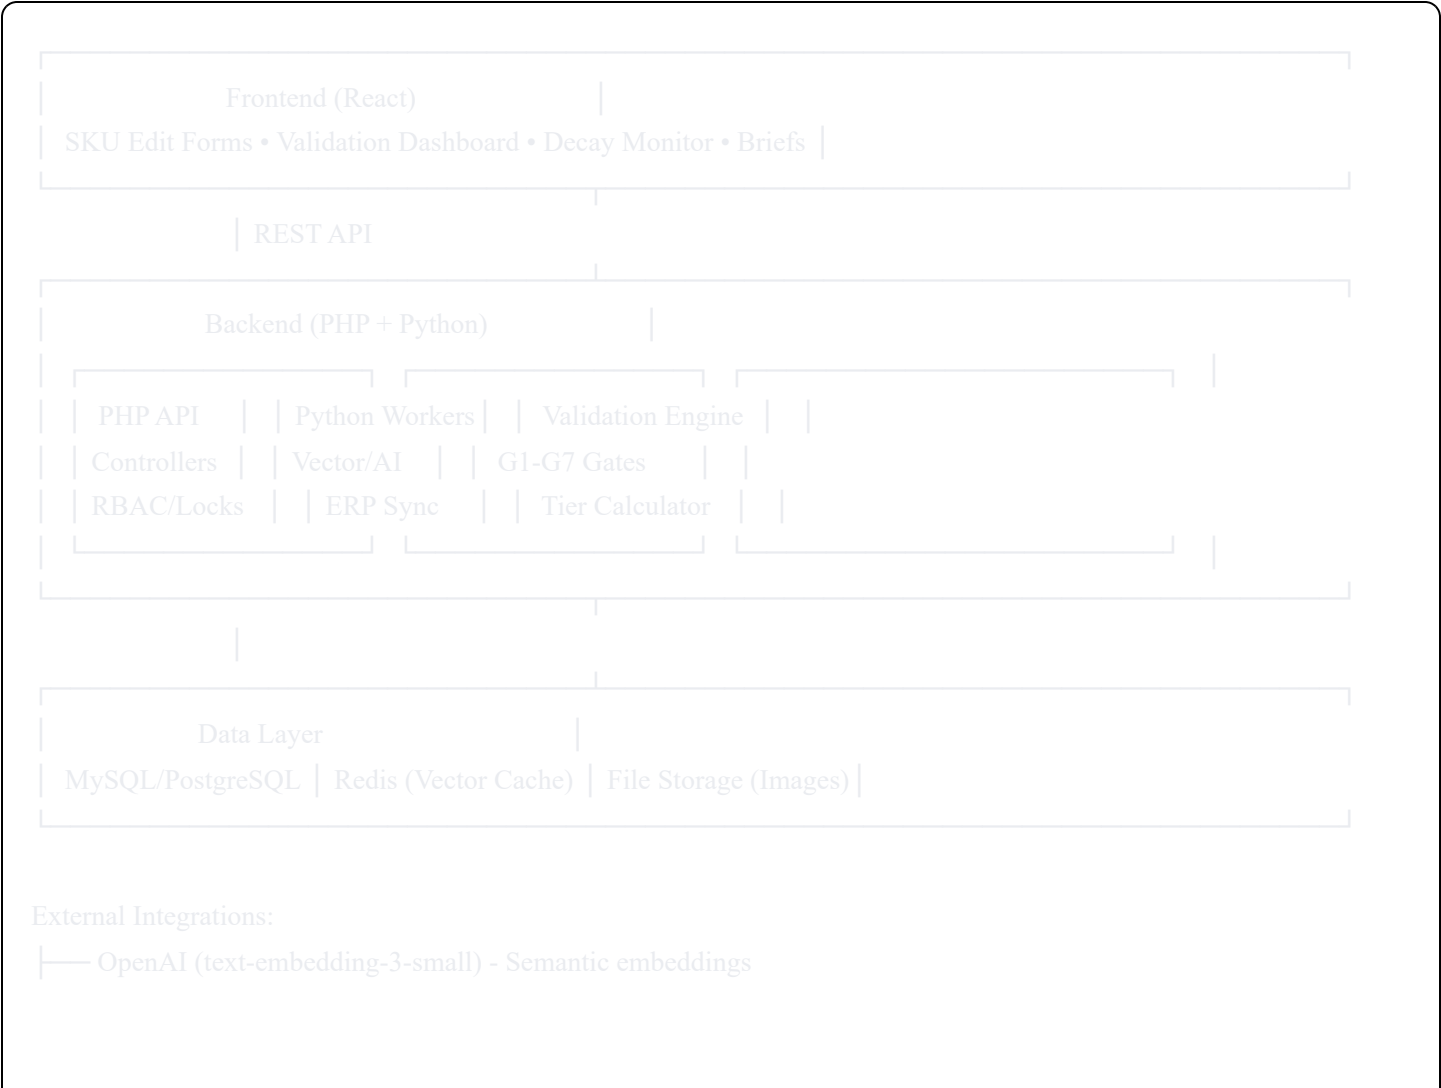 Frontend (React)
SKU Edit Forms • Validation Dashboard • Decay Monitor • Briefs
REST API
Backend (PHP + Python)
PHP API │ │ Python Workers │ │ Validation Engine
Controllers │ │ Vector/AI │ │ G1-G7 Gates
RBAC/Locks │ │ ERP Sync │ │ Tier Calculator
Data Layer
MySQL/PostgreSQL │ Redis (Vector Cache) │ File Storage (Images)
External Integrations:
├── OpenAI (text-embedding-3-small) - Semantic embeddings